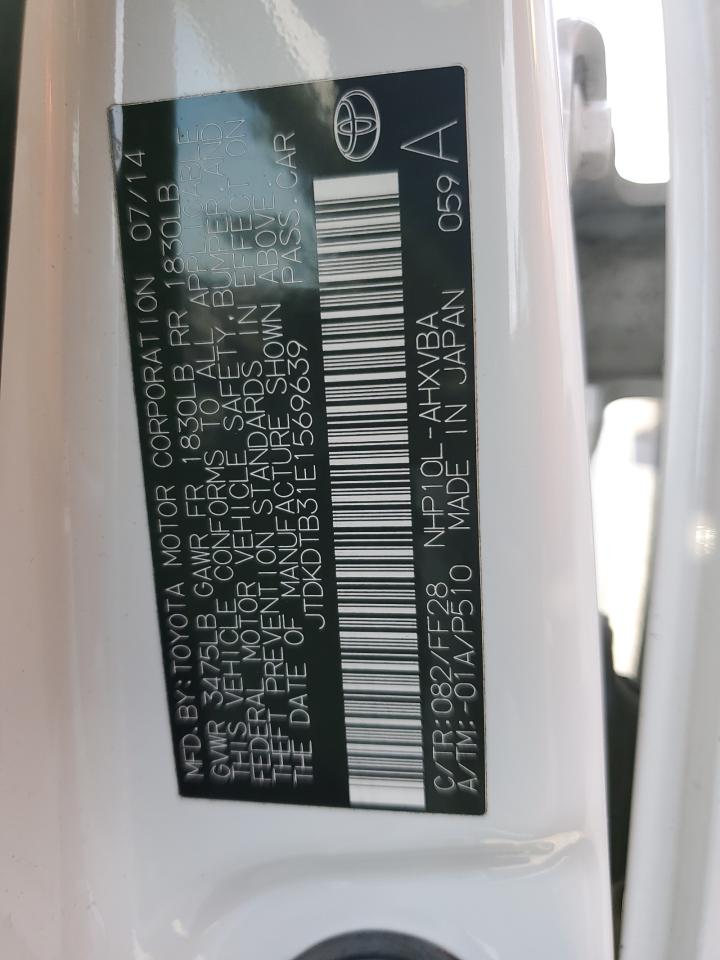 MFD. BY: TOYOTA MOTOR CORPORATION 07/14
GVWR 3475LB GAWR FR 1830LB RR 1830LB
THIS VEHICLE CONFORMS TO ALL APPLICABLE
FEDERAL MOTOR VEHICLE SAFETY, BUMPER, AND
THEFT PREVENTION STANDARDS IN EFFECT ON
THE DATE OF MANUFACTURE SHOWN ABOVE.
JTDKDTB31E1569639 PASS. CAR
C/TR: 082/FF28 NHP10L-AHXVBA 059 A
A/TM: -01A/P510 MADE IN JAPAN